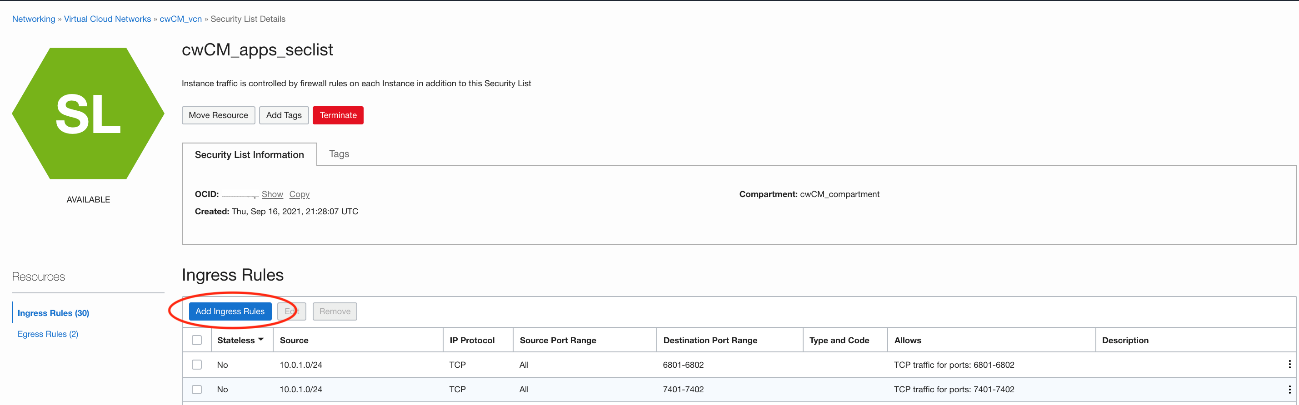 Networking » Virtual Cloud Networks » cwCM_vcn » Security List Details
SL
AVAILABLE
cwCM_apps_seclist
Instance traffic is controlled by firewall rules on each Instance in addition to this Security List
Move Resource Add Tags Terminate
Security List Information Tags
OCID: Show Copy Compartment: cwCM_compartment
Created: Thu, Sep 16, 2021, 21:28:07 UTC
Resources
Ingress Rules (30)
Egress Rules (2)
Ingress Rules
Add Ingress Rules Edit Remove
Stateless Source IP Protocol Source Port Range Destination Port Range Type and Code Allows Description
No 10.0.1.0/24 TCP All 6801-6802 TCP traffic for ports: 6801-6802
No 10.0.1.0/24 TCP All 7401-7402 TCP traffic for ports: 7401-7402